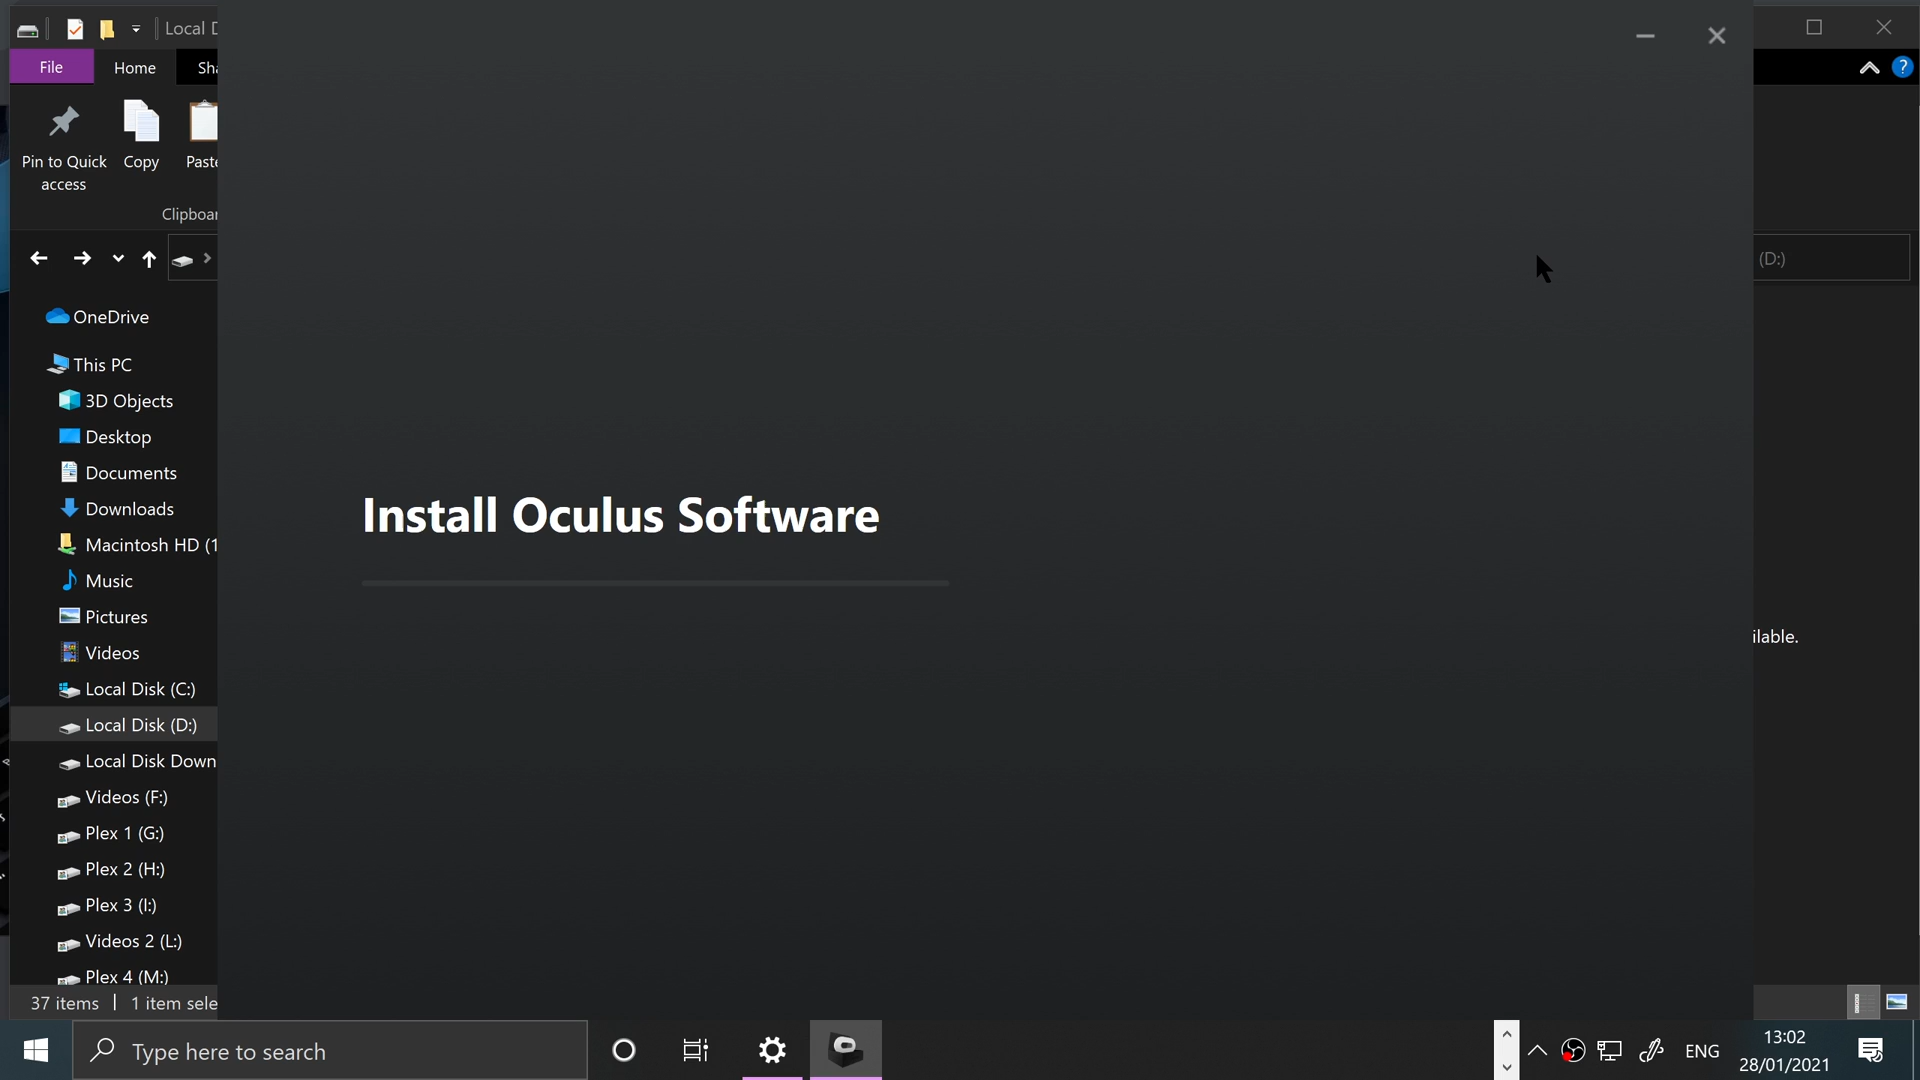 Local D
File
Home
Sha
Pin to Quick
access
Copy
Paste
Clipboar
(D:)
OneDrive
This PC
3D Objects
Desktop
Documents
Downloads
Macintosh HD (1
Music
Pictures
Videos
Local Disk (C:)
Local Disk (D:)
Local Disk Down
Videos (F:)
Plex 1 (G:)
Plex 2 (H:)
Plex 3 (I:)
Videos 2 (L:)
Plex 4 (M:)
Install Oculus Software
ilable.
37 items
1 item sele
Type here to search
ENG
13:02
28/01/2021